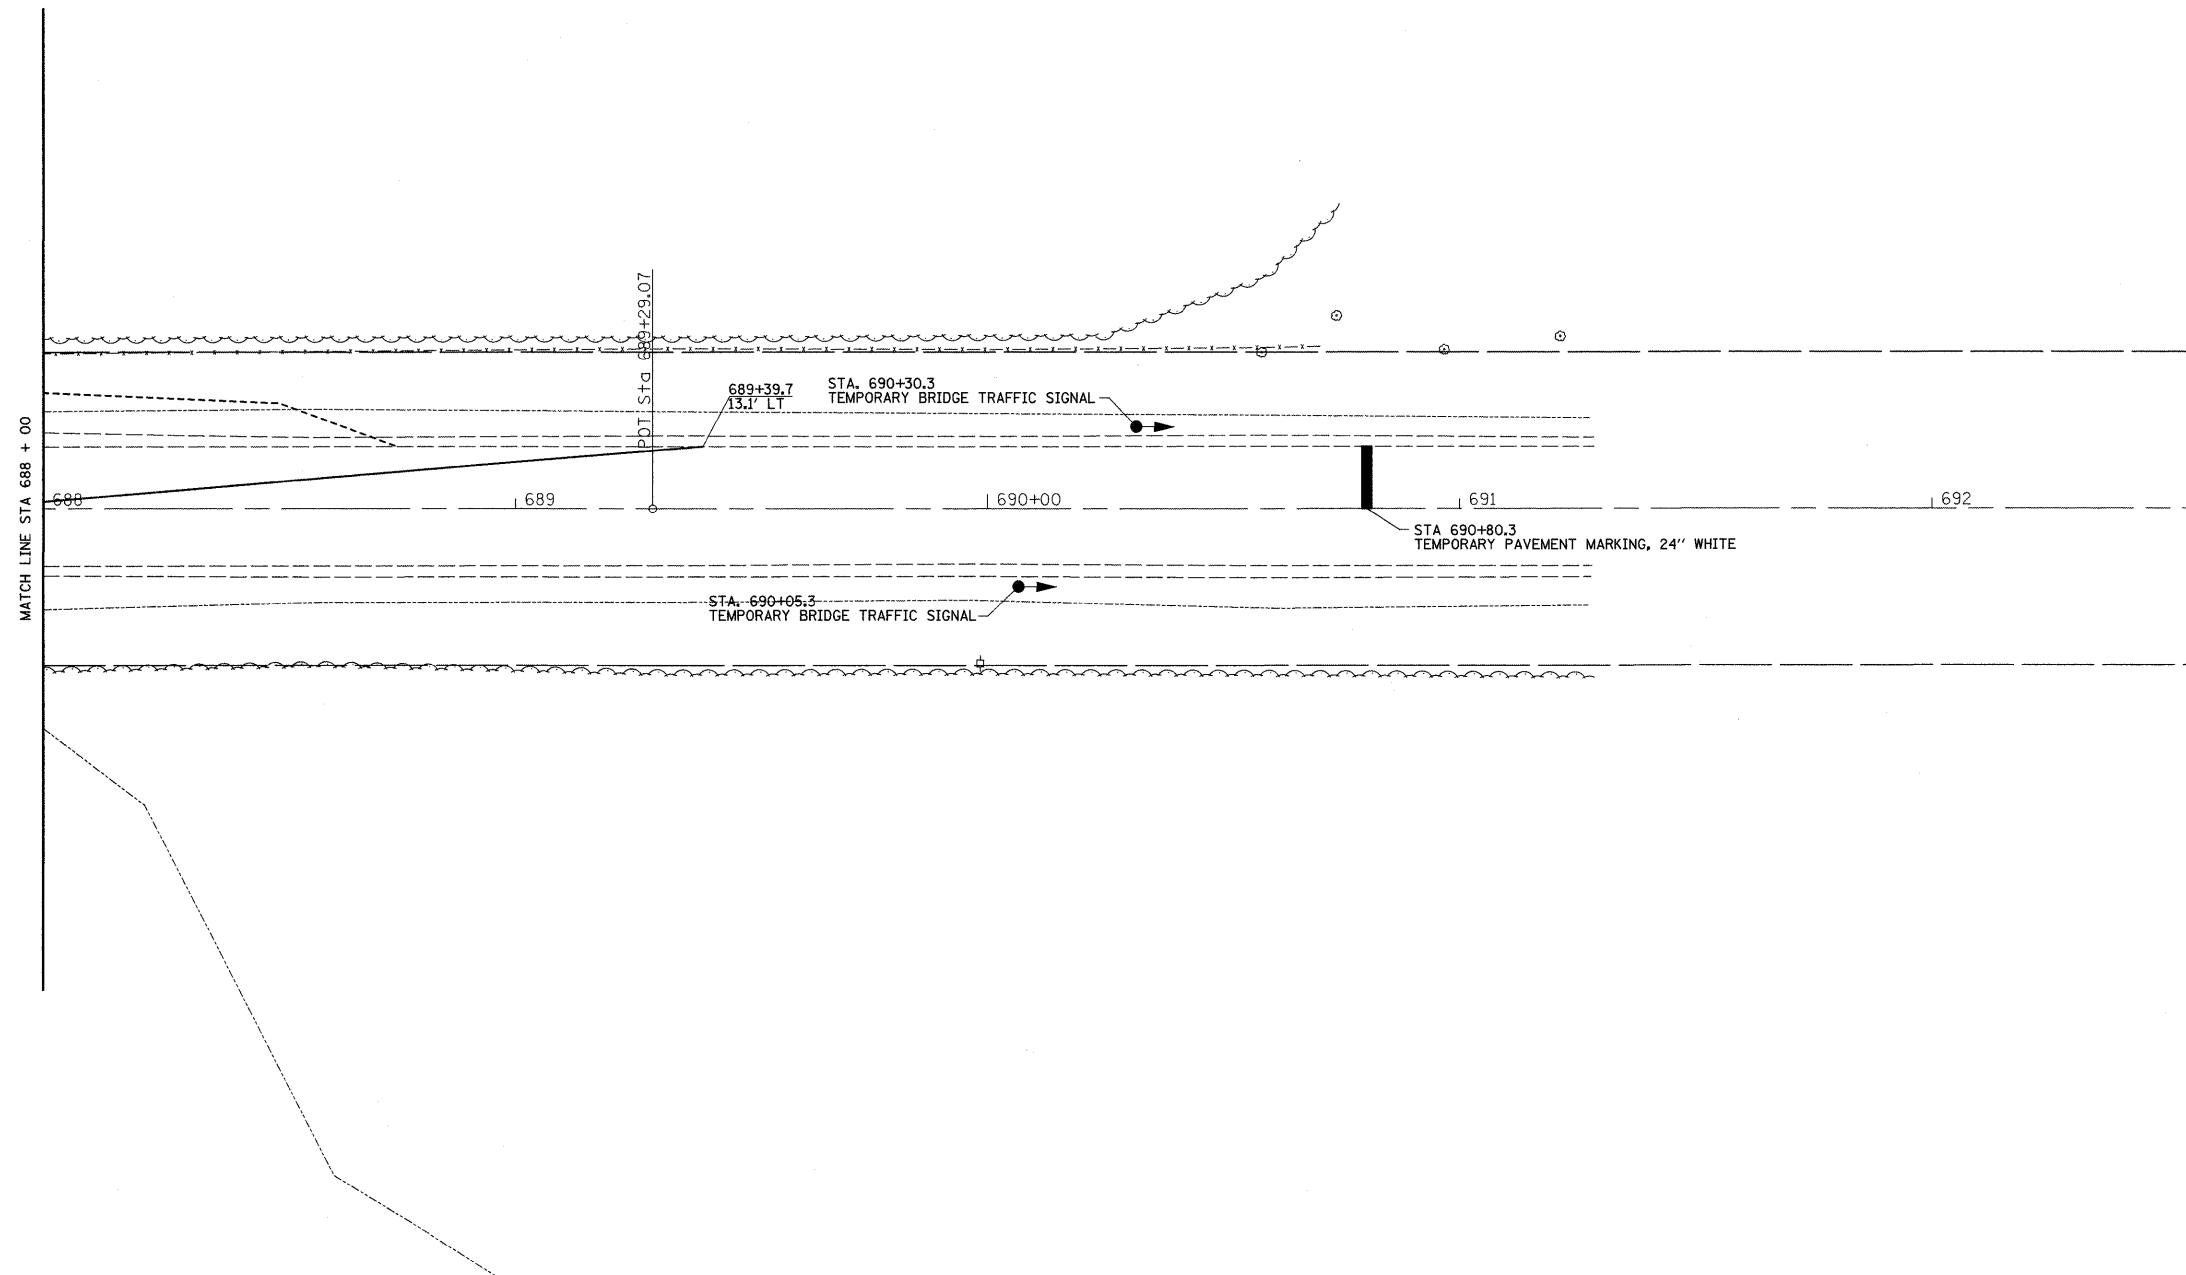 MATCH LINE STA 688 + 00
POT Sta 689+29.07
689+39.7
13.1' LT
STA. 690+30.3
TEMPORARY BRIDGE TRAFFIC SIGNAL
688
689
690+00
691
692
STA 690+80.3
TEMPORARY PAVEMENT MARKING, 24" WHITE
STA. 690+05.3
TEMPORARY BRIDGE TRAFFIC SIGNAL